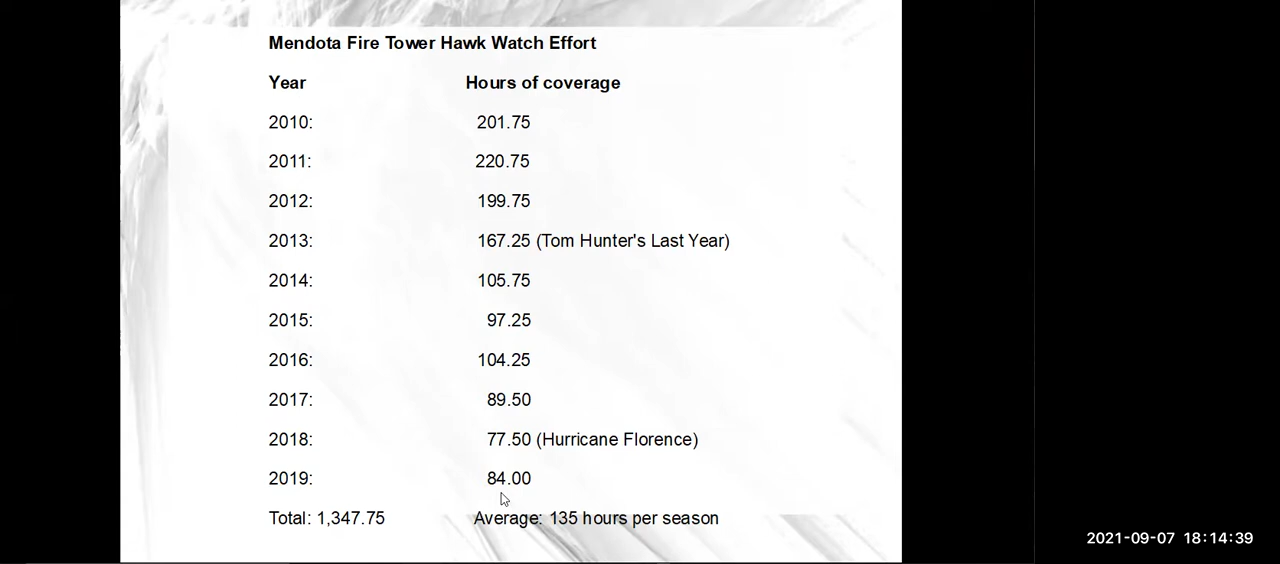 Mendota Fire Tower Hawk Watch Effort
Year Hours of coverage
2010: 201.75
2011: 220.75
2012: 199.75
2013: 167.25 (Tom Hunter's Last Year)
2014: 105.75
2015: 97.25
2016: 104.25
2017: 89.50
2018: 77.50 (Hurricane Florence)
2019: 84.00
Total: 1,347.75 Average: 135 hours per season
2021-09-07 18:14:39